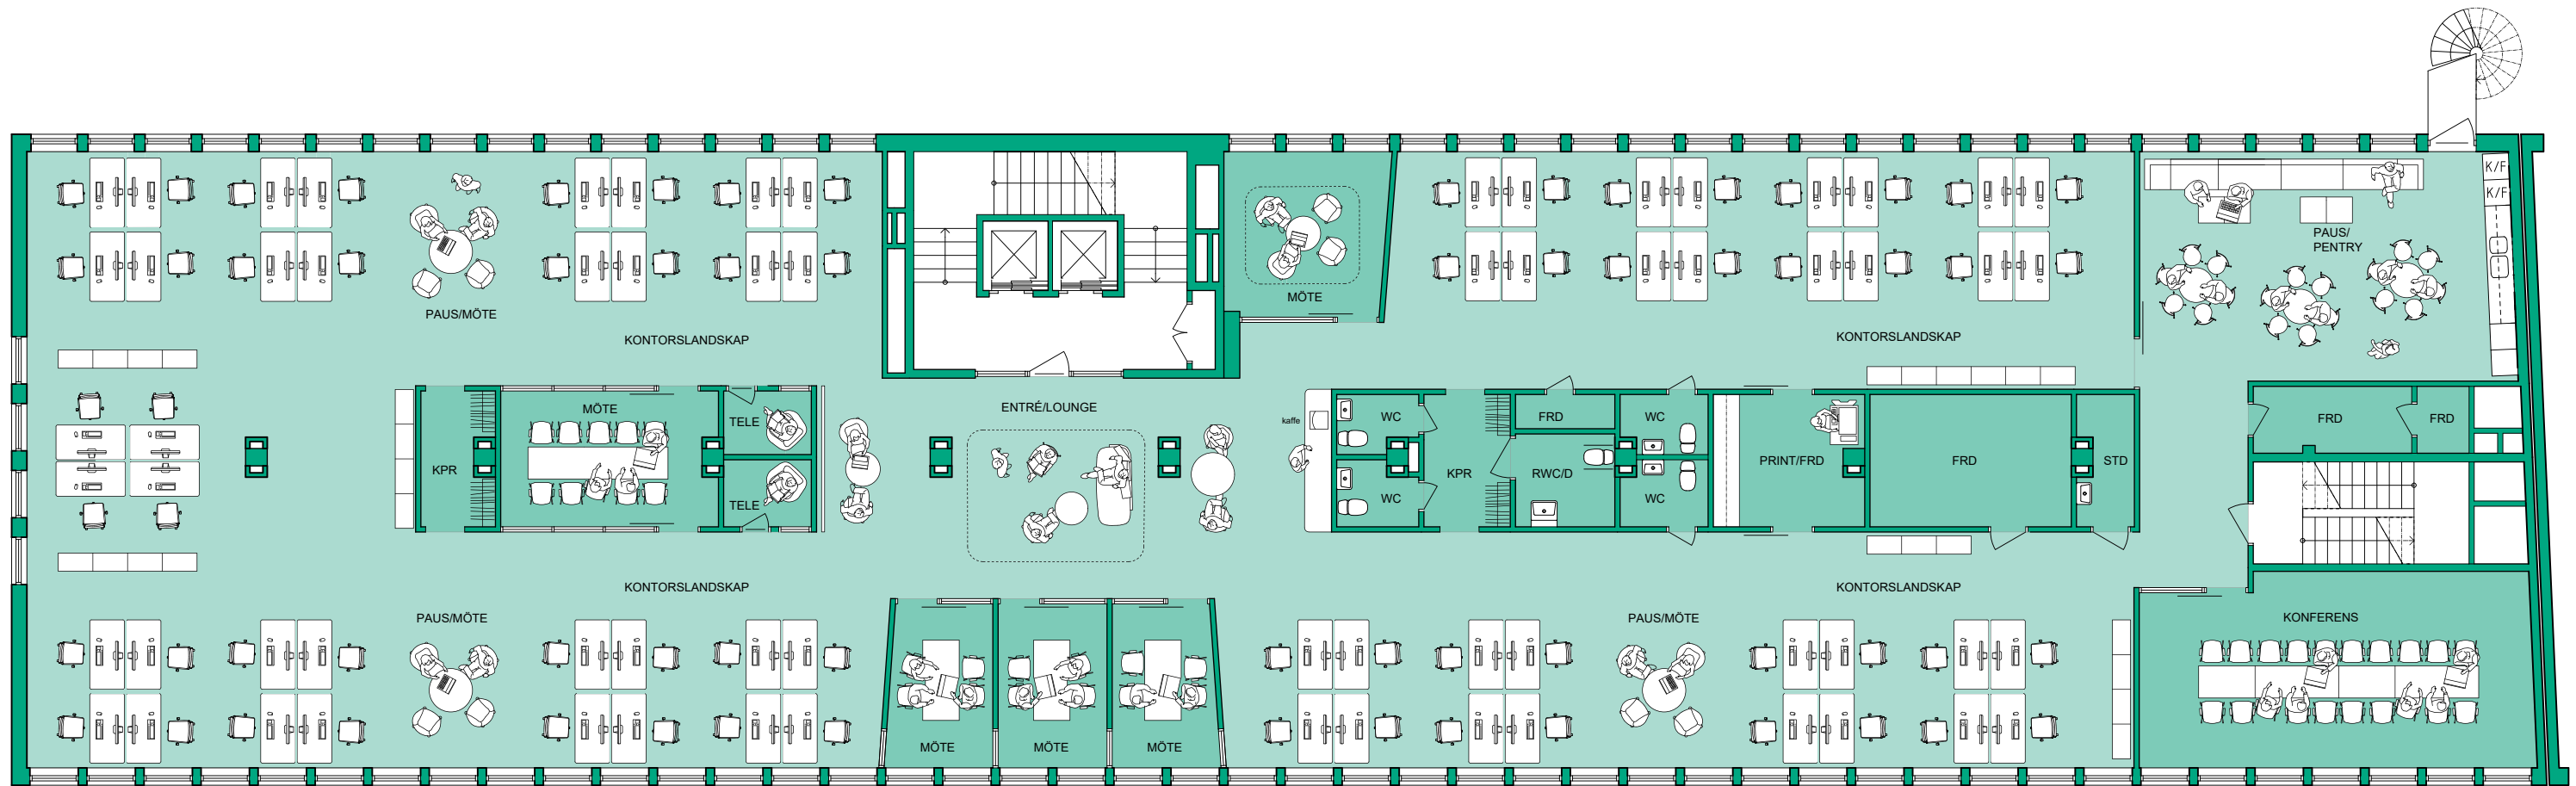 K/F
K/F
PAUS/
PENTRY
MÖTE
PAUS/MÖTE
KONTORSLANDSKAP
KONTORSLANDSKAP
MÖTE
TELE
ENTRÉ/LOUNGE
kaffe
WC
FRD
WC
FRD
FRD
KPR
KPR
RWC/D
PRINT/FRD
FRD
STD
TELE
WC
WC
KONTORSLANDSKAP
KONTORSLANDSKAP
PAUS/MÖTE
PAUS/MÖTE
KONFERENS
MÖTE
MÖTE
MÖTE